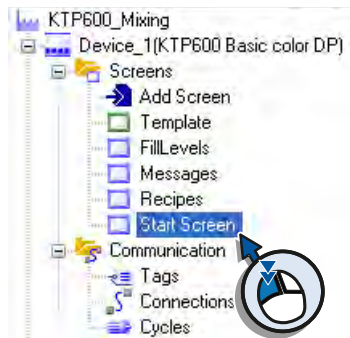 KTP600_Mixing
Device_1(KTP600 Basic color DP)
Screens
Add Screen
Template
FillLevels
Messages
Recipes
Start Screen
Communication
Tags
Connections
Cycles